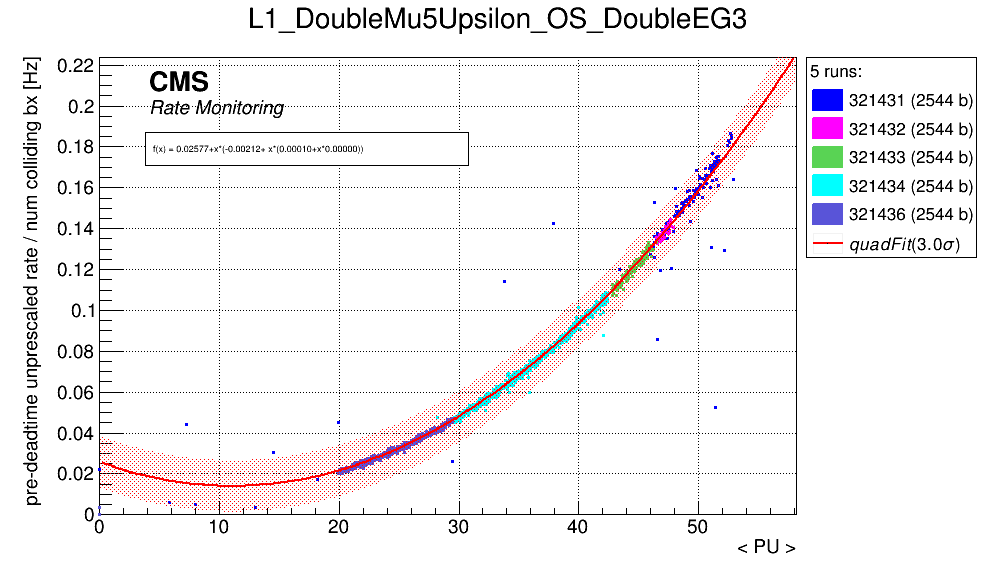 L1_DoubleMu5Upsilon_OS_DoubleEG3
pre-deadtime unprescaled rate / num colliding bx [Hz]
0.22
0.2
0.18
0.16
0.14
0.12
0.1
0.08
0.06
0.04
0.02
0
CMS
Rate Monitoring
f(x) = 0.02577+x*(-0.00212+ x*(0.00010+x*0.00000))
0 10 20 30 40 50
< PU >
5 runs:
321431 (2544 b)
321432 (2544 b)
321433 (2544 b)
321434 (2544 b)
321436 (2544 b)
quadFit(3.0σ)